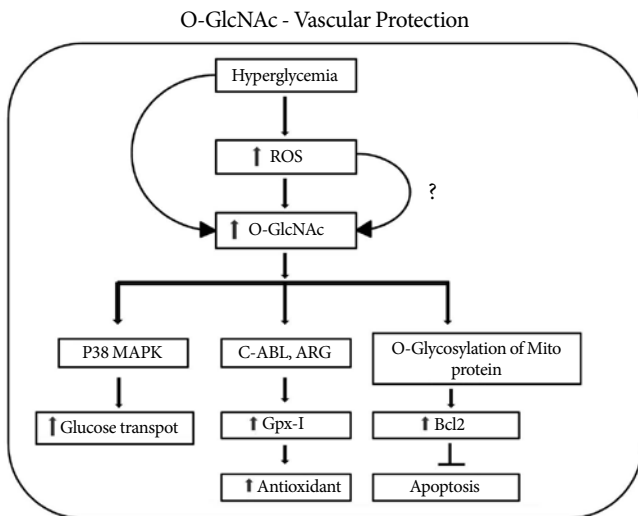 O-GlcNAc - Vascular Protection
Hyperglycemia
↑ ROS
?
↑ O-GlcNAc
P38 MAPK
C-ABL, ARG
O-Glycosylation of Mito
protein
↑ Glucose transpot
↑ Gpx-I
↑ Bcl2
↑ Antioxidant
Apoptosis